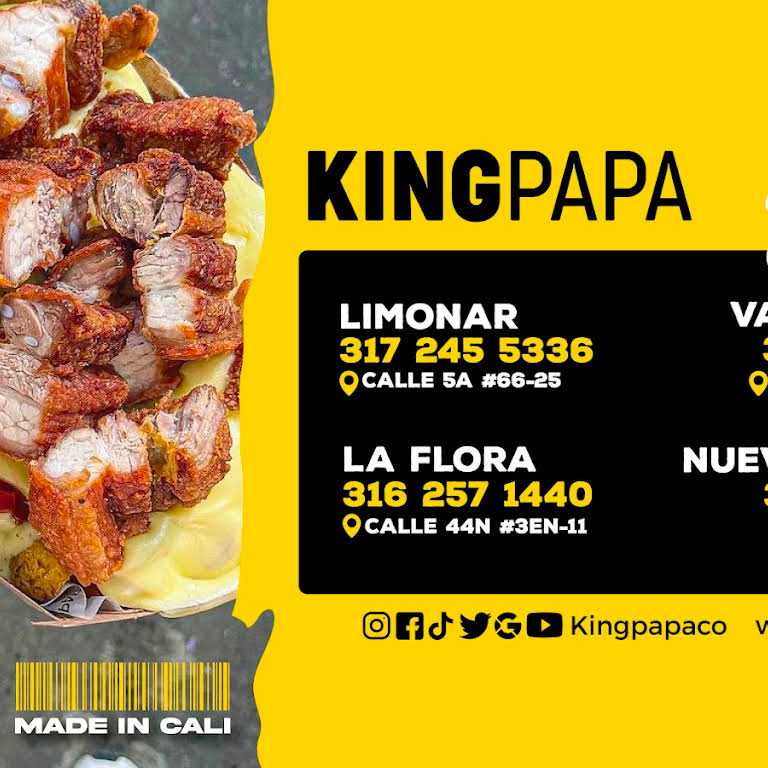 KINGPAPA
LIMONAR
317 245 5336
CALLE 5A #66-25
LA FLORA
316 257 1440
CALLE 44N #3EN-11
Kingpapaco
MADE IN CALI